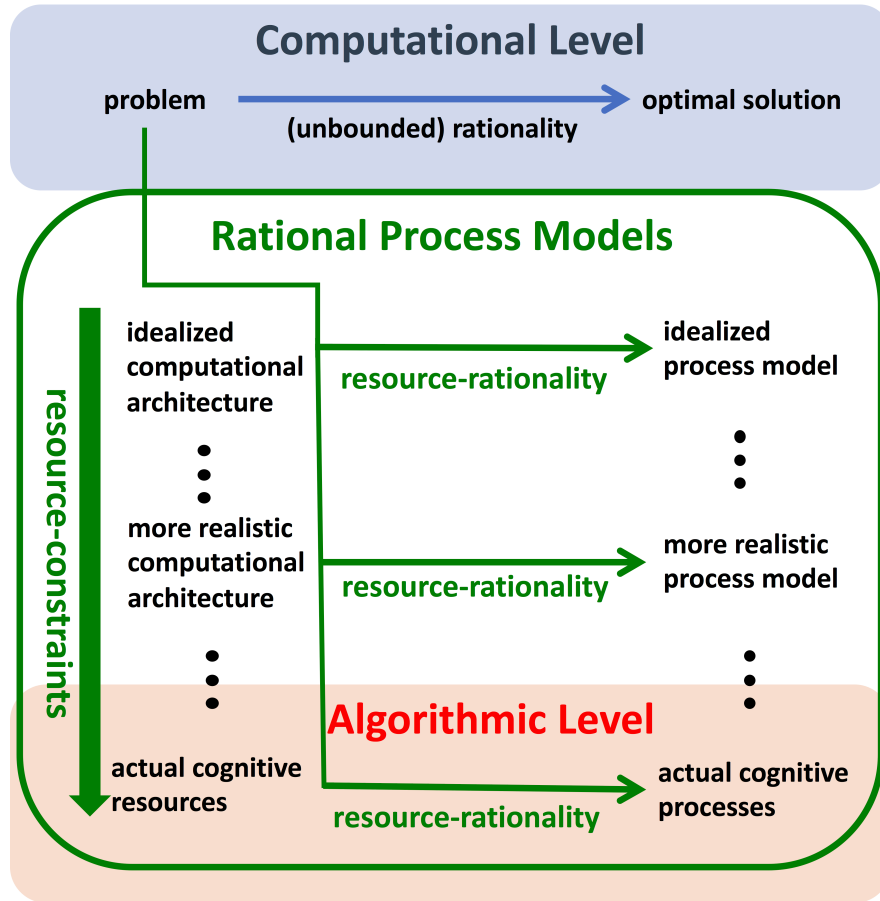 Computational Level
problem
optimal solution
(unbounded) rationality
Rational Process Models
resource-constraints
idealized
computational
architecture
resource-rationality
idealized
process model
more realistic
computational
architecture
resource-rationality
more realistic
process model
Algorithmic Level
actual cognitive
resources
resource-rationality
actual cognitive
processes